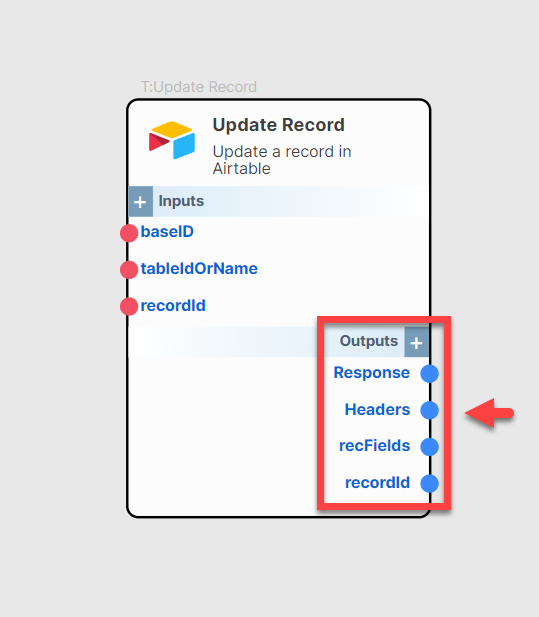 T:Update Record
Update Record
Update a record in
Airtable
+ Inputs
baseID
tableIdOrName
recordId
Outputs +
Response
Headers
recFields
recordId